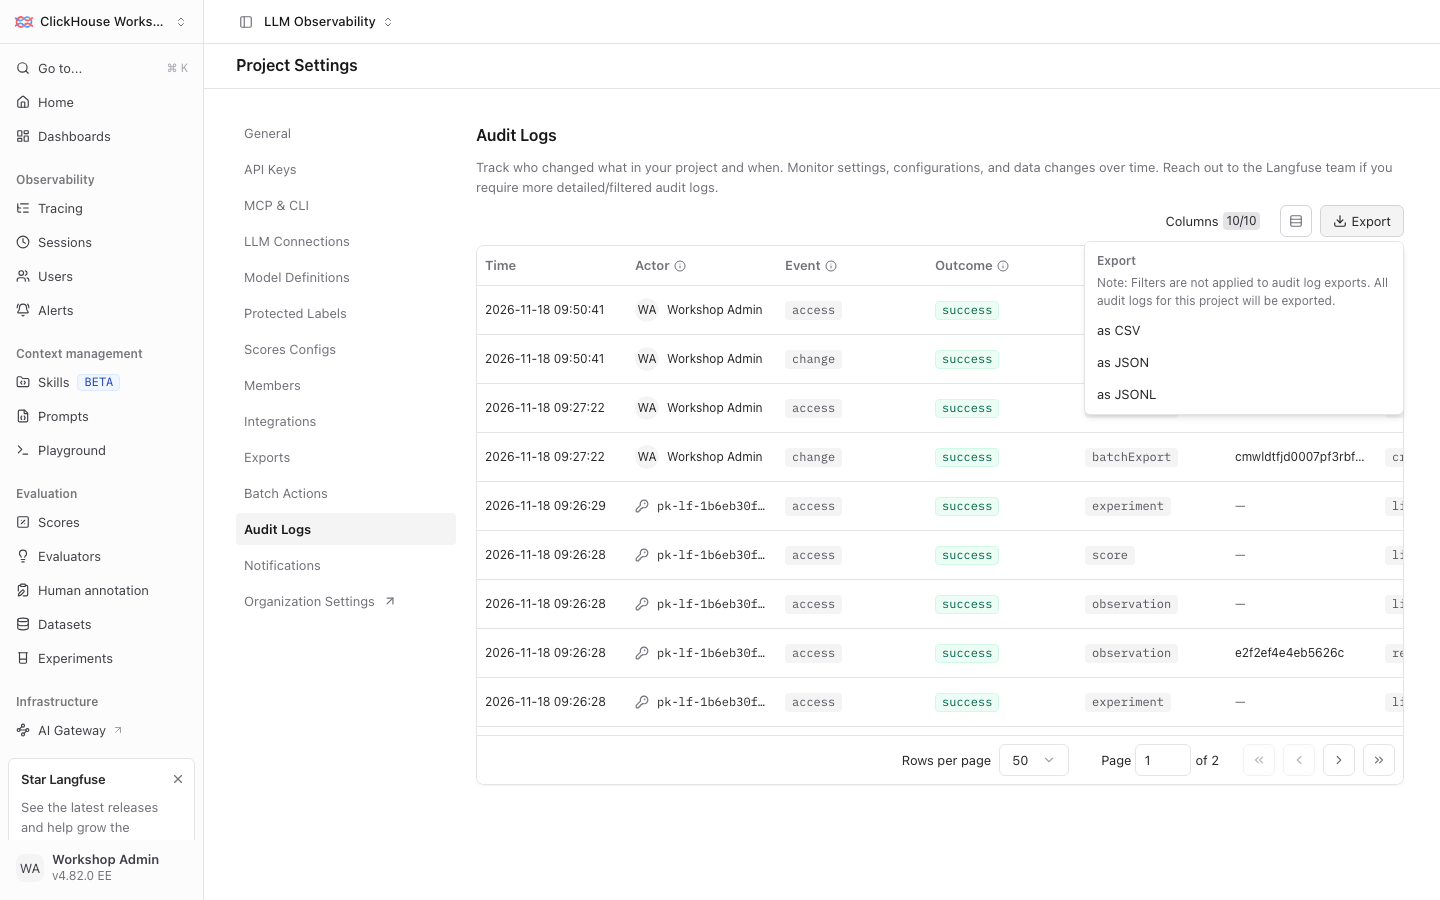 ClickHouse Works...
LLM Observability
Go to...
⌘ K
Home
Dashboards
Observability
Tracing
Sessions
Users
Alerts
Context management
Skills BETA
Prompts
Playground
Evaluation
Scores
Evaluators
Human annotation
Datasets
Experiments
Infrastructure
AI Gateway
Star Langfuse
See the latest releases
and help grow the
WA
Workshop Admin
v4.82.0 EE
Project Settings
General
API Keys
MCP & CLI
LLM Connections
Model Definitions
Protected Labels
Scores Configs
Members
Integrations
Exports
Batch Actions
Audit Logs
Notifications
Organization Settings
Audit Logs
Track who changed what in your project and when. Monitor settings, configurations, and data changes over time. Reach out to the Langfuse team if you
require more detailed/filtered audit logs.
Columns 10/10 Export
Time Actor Event Outcome
Export
Note: Filters are not applied to audit log exports. All
audit logs for this project will be exported.
as CSV
as JSON
as JSONL
2026-11-18 09:50:41 WA Workshop Admin access success
2026-11-18 09:50:41 WA Workshop Admin change success
2026-11-18 09:27:22 WA Workshop Admin access success
2026-11-18 09:27:22 WA Workshop Admin change success batchExport cmwldtfjd0007pf3rbf...
2026-11-18 09:26:29 pk-lf-1b6eb30f... access success experiment —
2026-11-18 09:26:28 pk-lf-1b6eb30f... access success score —
2026-11-18 09:26:28 pk-lf-1b6eb30f... access success observation —
2026-11-18 09:26:28 pk-lf-1b6eb30f... access success observation e2f2ef4e4eb5626c
2026-11-18 09:26:28 pk-lf-1b6eb30f... access success experiment —
Rows per page 50 Page 1 of 2